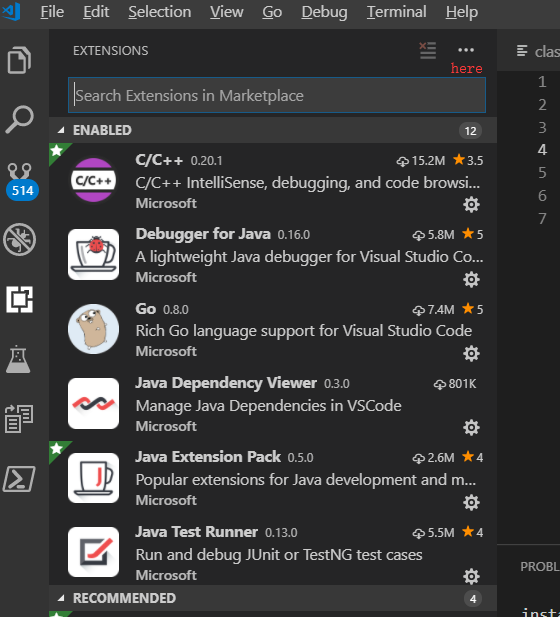 File Edit Selection View Go Debug Terminal Help
EXTENSIONS
here
clas
Search Extensions in Marketplace
ENABLED 12
C/C++
C/C++ 0.20.1 15.2M 3.5
C/C++ IntelliSense, debugging, and code browsi...
Microsoft
Debugger for Java 0.16.0 5.8M 5
A lightweight Java debugger for Visual Studio Co...
Microsoft
Go 0.8.0 7.4M 5
Rich Go language support for Visual Studio Code
Microsoft
Java Dependency Viewer 0.3.0 801K
Manage Java Dependencies in VSCode
Microsoft
Java Extension Pack 0.5.0 2.6M 4
J
Popular extensions for Java development and m...
Microsoft
Java Test Runner 0.13.0 5.5M 4
Run and debug JUnit or TestNG test cases
Microsoft
RECOMMENDED 4
514
1
2
3
4
5
6
7
PROBL
insta